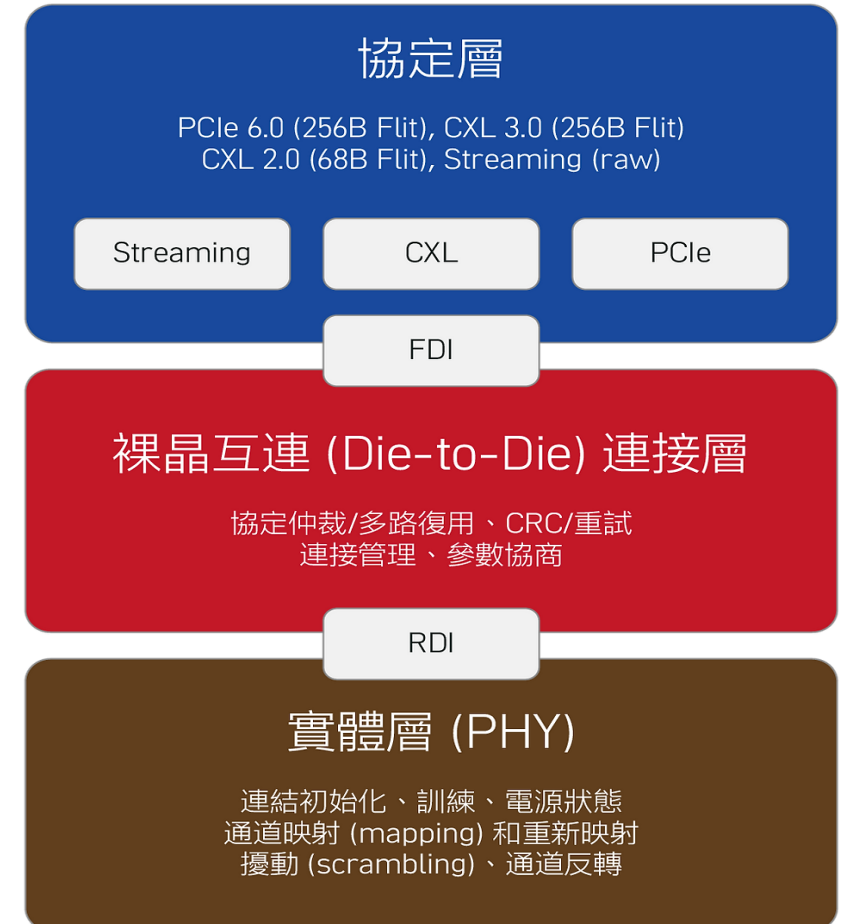 協定層
PCIe 6.0 (256B Flit), CXL 3.0 (256B Flit)
CXL 2.0 (68B Flit), Streaming (raw)
Streaming
CXL
PCIe
FDI
裸晶互連 (Die-to-Die) 連接層
協定仲裁/多路復用、CRC/重試
連接管理、參數協商
RDI
實體層 (PHY)
連結初始化、訓練、電源狀態
通道映射 (mapping) 和重新映射
擾動 (scrambling)、通道反轉